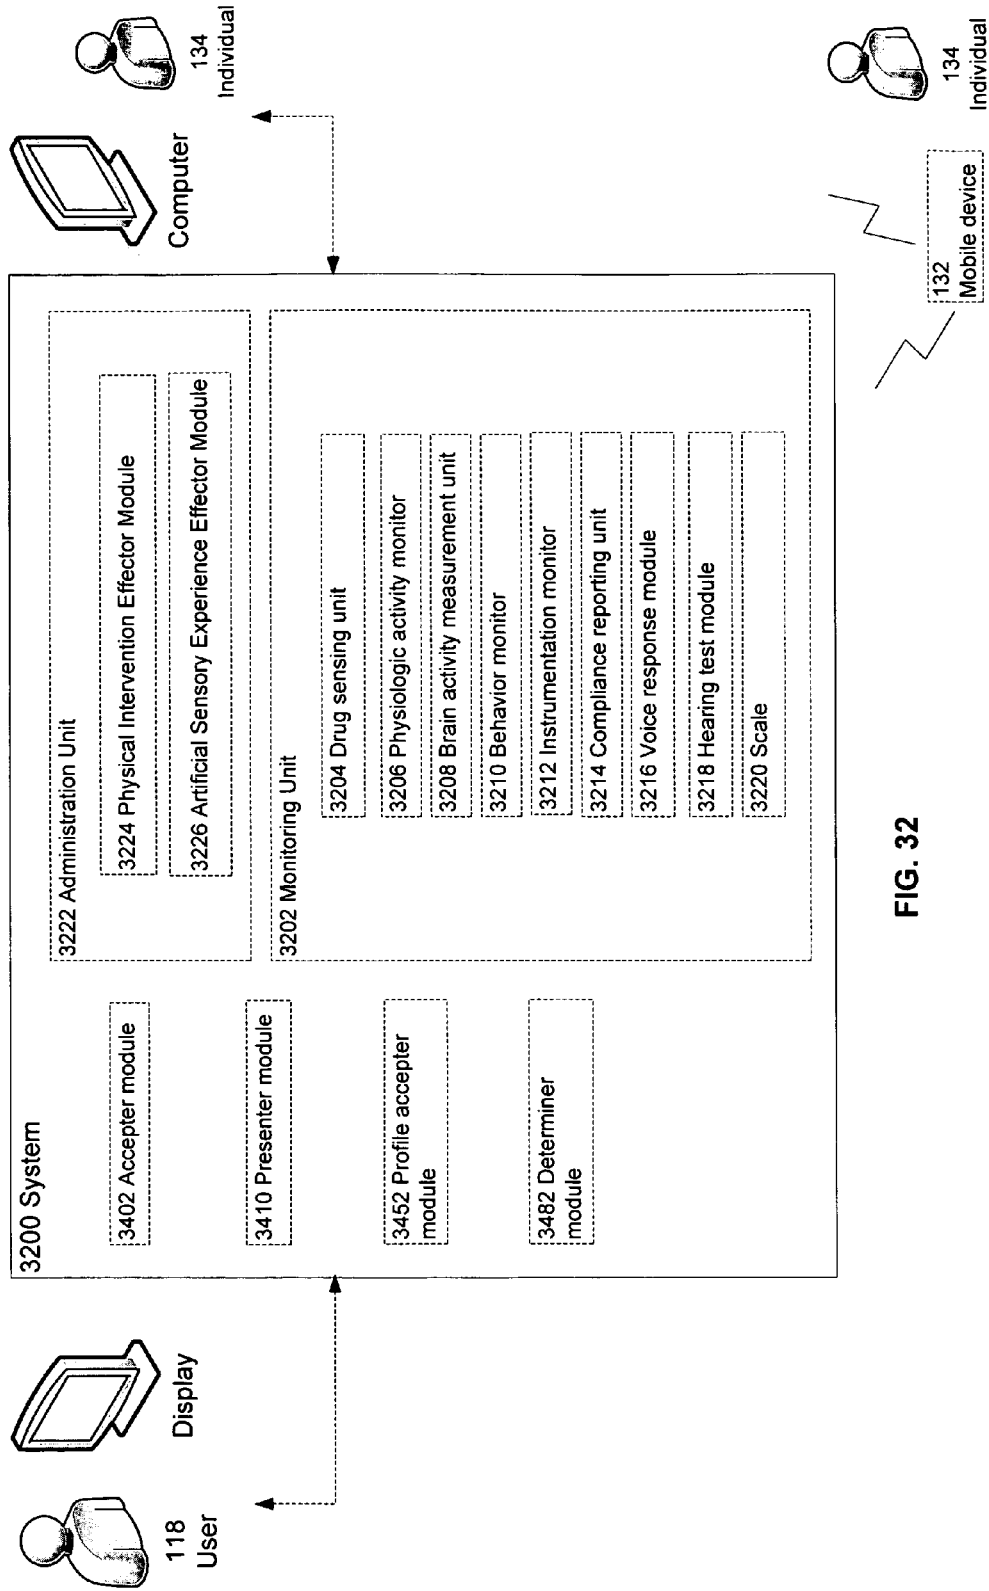 118
User
Display
3200 System
3402 Accepter module
3410 Presenter module
3452 Profile accepter
module
3482 Determiner
module
3222 Administration Unit
3224 Physical Intervention Effector Module
3226 Artificial Sensory Experience Effector Module
3202 Monitoring Unit
3204 Drug sensing unit
3206 Physiologic activity monitor
3208 Brain activity measurement unit
3210 Behavior monitor
3212 Instrumentation monitor
3214 Compliance reporting unit
3216 Voice response module
3218 Hearing test module
3220 Scale
Computer
134
Individual
132
Mobile device
134
Individual
FIG. 32